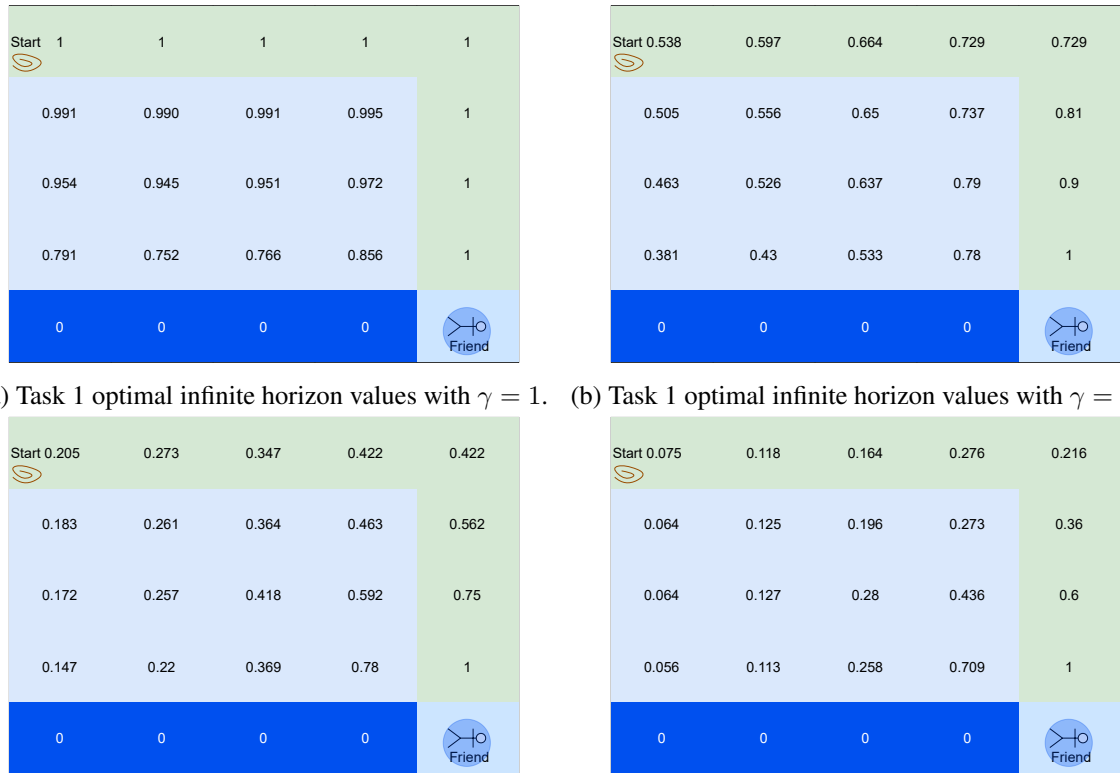 Start 1 1 1 1 1
0.991 0.990 0.991 0.995 1
0.954 0.945 0.951 0.972 1
0.791 0.752 0.766 0.856 1
0 0 0 0
Friend
) Task 1 optimal infinite horizon values with γ = 1.
Start 0.538 0.597 0.664 0.729 0.729
0.505 0.556 0.65 0.737 0.81
0.463 0.526 0.637 0.79 0.9
0.381 0.43 0.533 0.78 1
0 0 0 0
Friend
(b) Task 1 optimal infinite horizon values with γ =
Start 0.205 0.273 0.347 0.422 0.422
0.183 0.261 0.364 0.463 0.562
0.172 0.257 0.418 0.592 0.75
0.147 0.22 0.369 0.78 1
0 0 0 0
Friend
Start 0.075 0.118 0.164 0.276 0.216
0.064 0.125 0.196 0.273 0.36
0.064 0.127 0.28 0.436 0.6
0.056 0.113 0.258 0.709 1
0 0 0 0
Friend